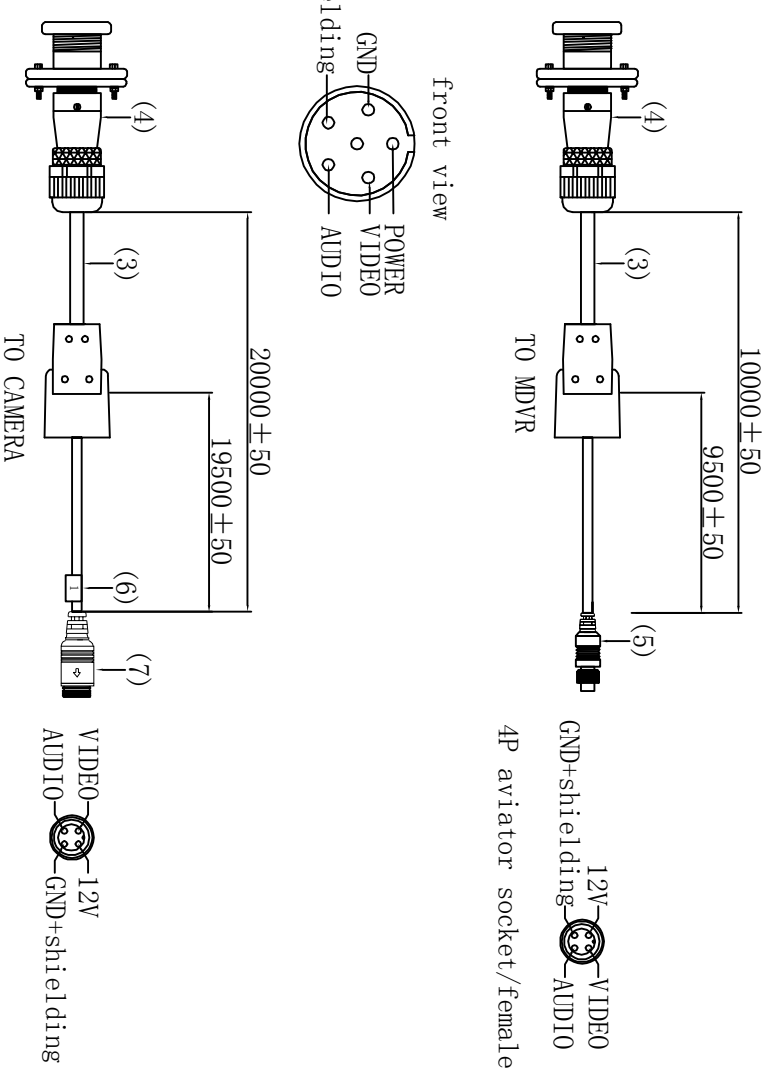 10000±50
9500±50
(4)
(3)
TO MDVR
(5)
GND+shielding
12V
VIDEO
AUDIO
4P aviator socket/female
front view
GND
POWER
VIDEO
AUDIO
20000±50
19500±50
(4)
(3)
TO CAMERA
(6)
1
(7)
VIDEO
AUDIO
12V
GND+shielding